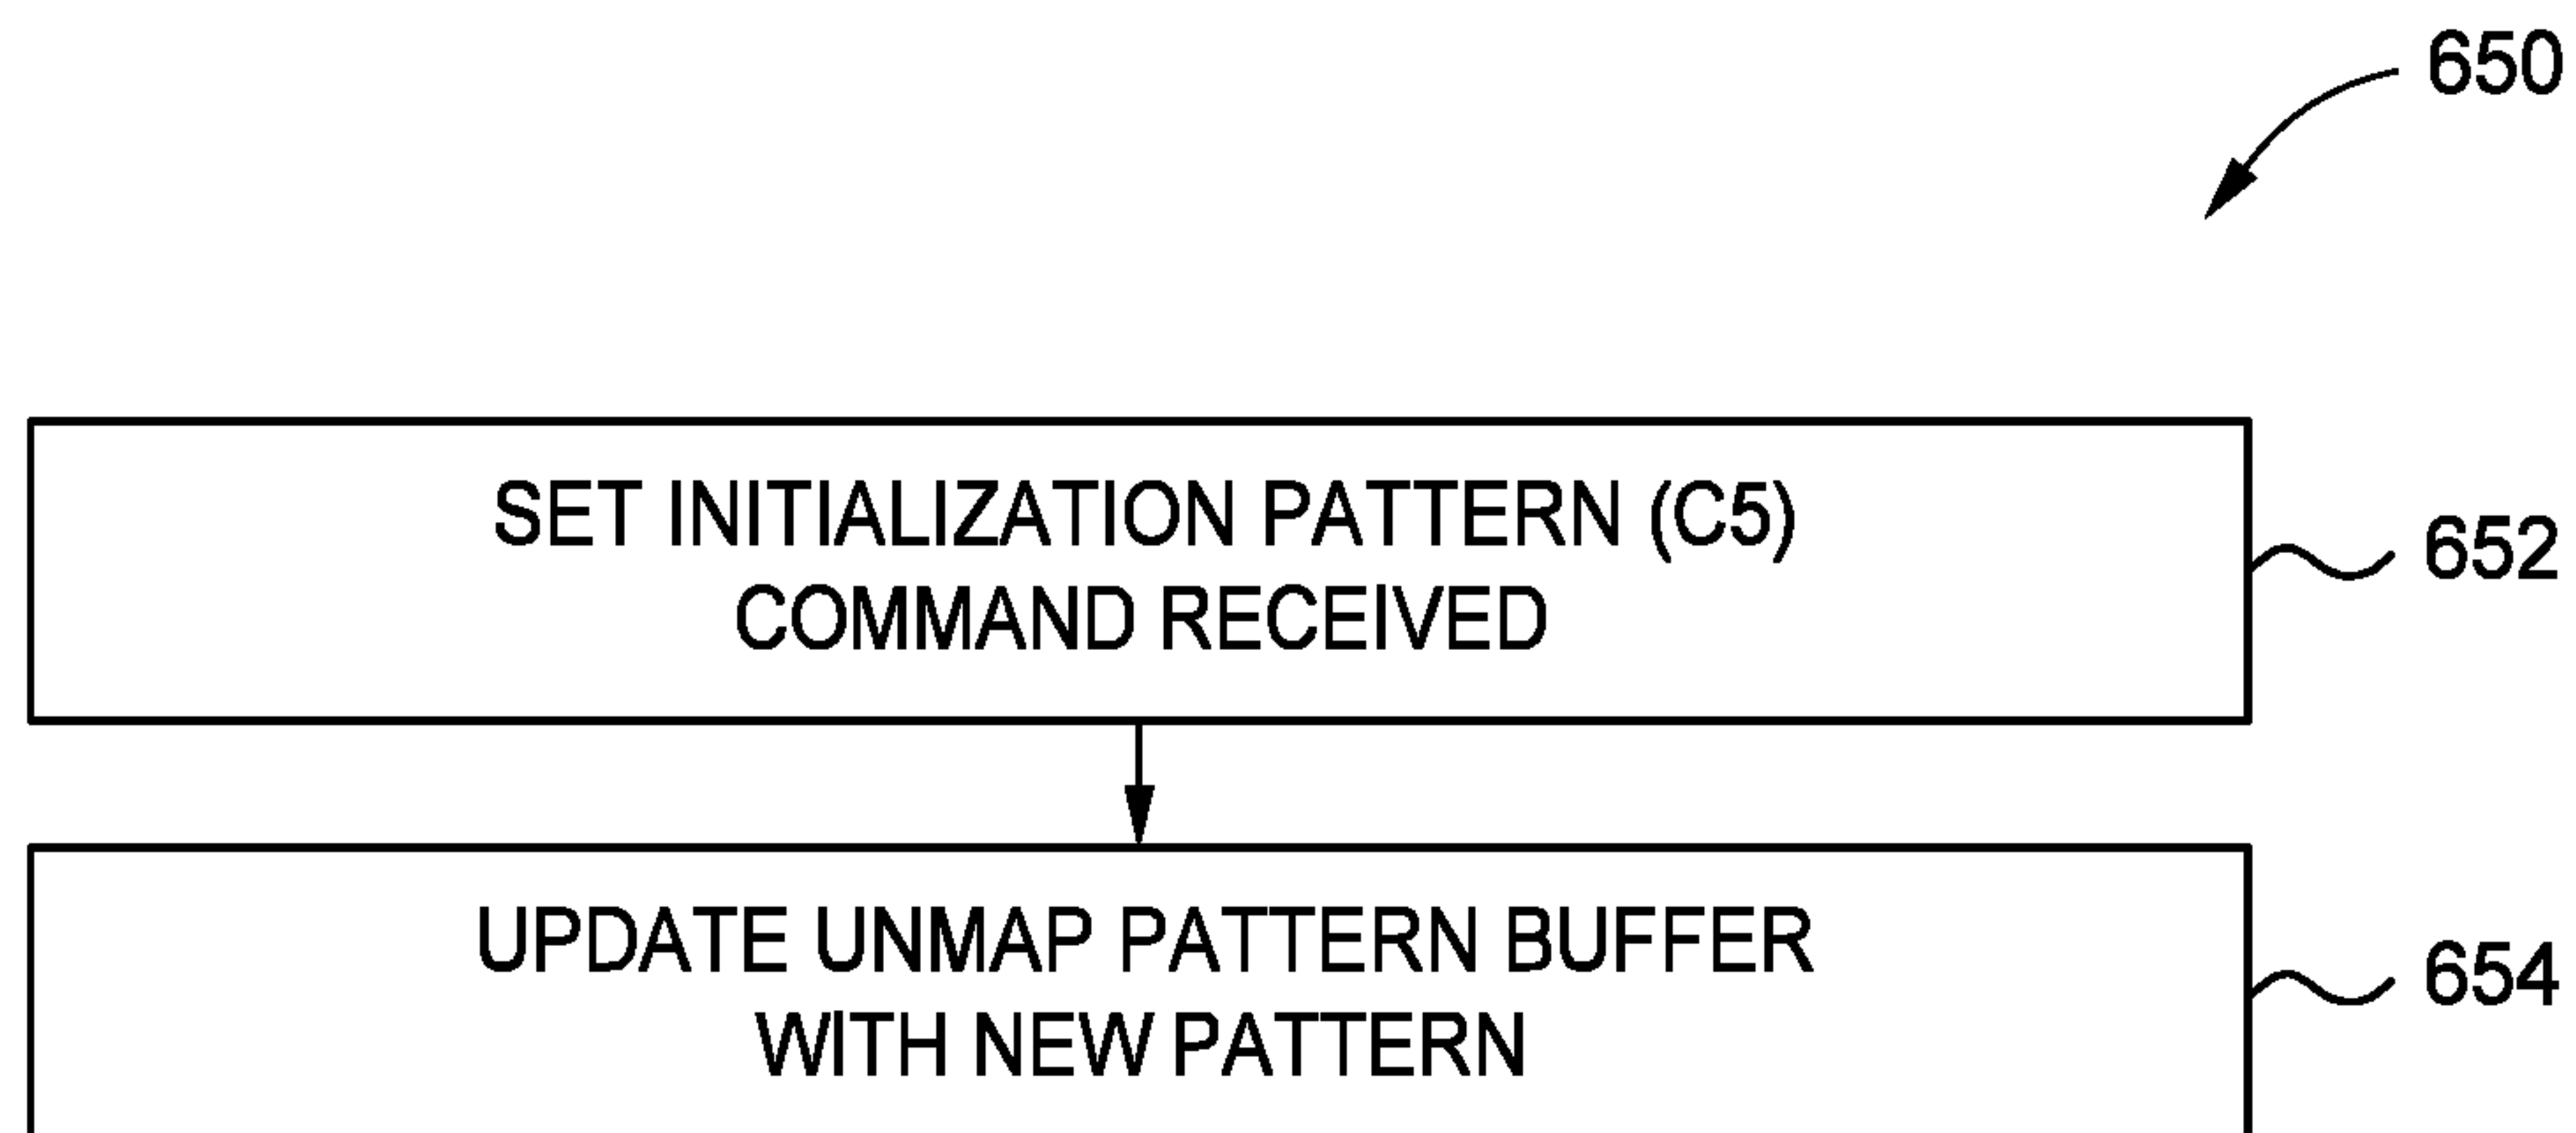 650
SET INITIALIZATION PATTERN (C5)
COMMAND RECEIVED
652
UPDATE UNMAP PATTERN BUFFER
WITH NEW PATTERN
654